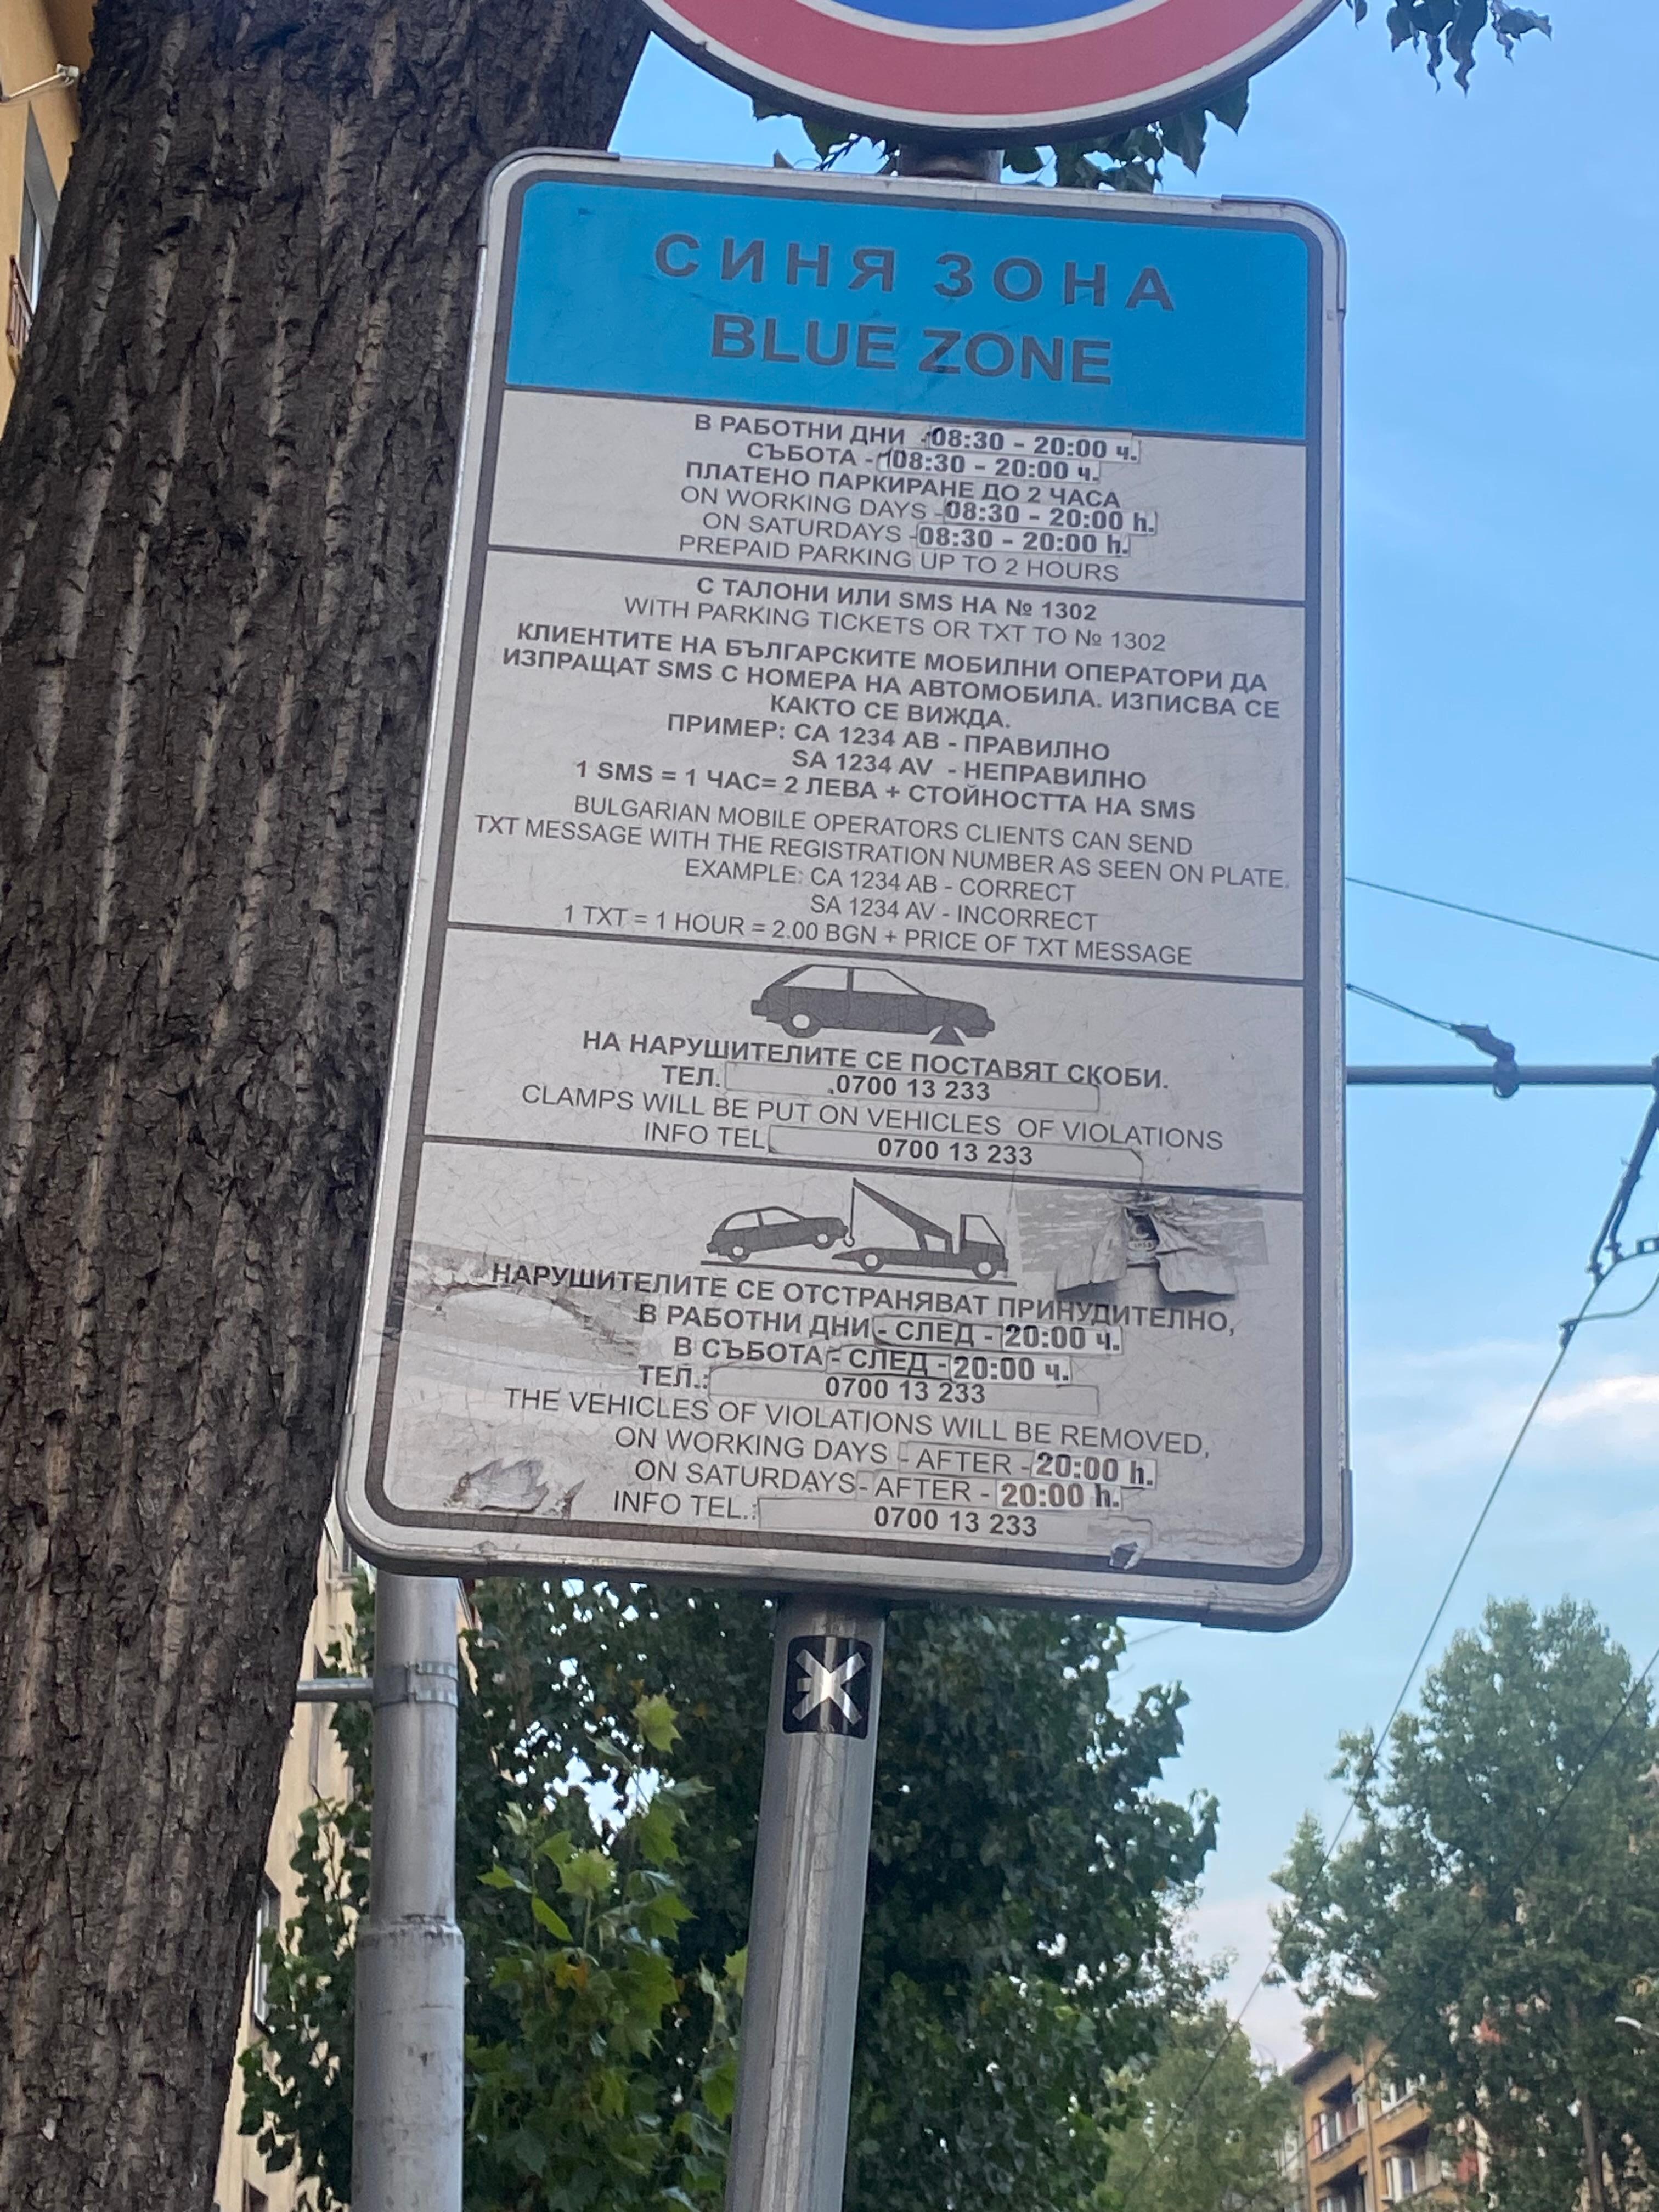 СИНЯ ЗОНА
BLUE ZONE
В РАБОТНИ ДНИ - 08:30 - 20:00 ч.
СЪБОТА - 08:30 - 20:00 ч.
ПЛАТЕНО ПАРКИРАНЕ ДО 2 ЧАСА
ON WORKING DAYS - 08:30 - 20:00 h.
ON SATURDAYS - 08:30 - 20:00 h.
PREPAID PARKING UP TO 2 HOURS
С ТАЛОНИ ИЛИ SMS НА № 1302
WITH PARKING TICKETS OR TXT TO № 1302
КЛИЕНТИТЕ НА БЪЛГАРСКИТЕ МОБИЛНИ ОПЕРАТОРИ ДА
ИЗПРАЩАТ SMS С НОМЕРА НА АВТОМОБИЛА. ИЗПИСВА СЕ
КАКТО СЕ ВИЖДА.
ПРИМЕР: CA 1234 AB - ПРАВИЛНО
SA 1234 AV - НЕПРАВИЛНО
1 SMS = 1 ЧАС= 2 ЛЕВА + СТОЙНОСТТА НА SMS
BULGARIAN MOBILE OPERATORS CLIENTS CAN SEND
TXT MESSAGE WITH THE REGISTRATION NUMBER AS SEEN ON PLATE.
EXAMPLE: CA 1234 AB - CORRECT
SA 1234 AV - INCORRECT
1 TXT = 1 HOUR = 2.00 BGN + PRICE OF TXT MESSAGE
НА НАРУШИТЕЛИТЕ СЕ ПОСТАВЯТ СКОБИ.
ТЕЛ. 0700 13 233
CLAMPS WILL BE PUT ON VEHICLES OF VIOLATIONS
INFO TEL 0700 13 233
НАРУШИТЕЛИТЕ СЕ ОТСТРАНЯВАТ ПРИНУДИТЕЛНО,
В РАБОТНИ ДНИ - СЛЕД - 20:00 ч.
В СЪБОТА - СЛЕД - 20:00 ч.
ТЕЛ.: 0700 13 233
THE VEHICLES OF VIOLATIONS WILL BE REMOVED,
ON WORKING DAYS - AFTER - 20:00 h.
ON SATURDAYS - AFTER - 20:00 h.
INFO TEL.: 0700 13 233